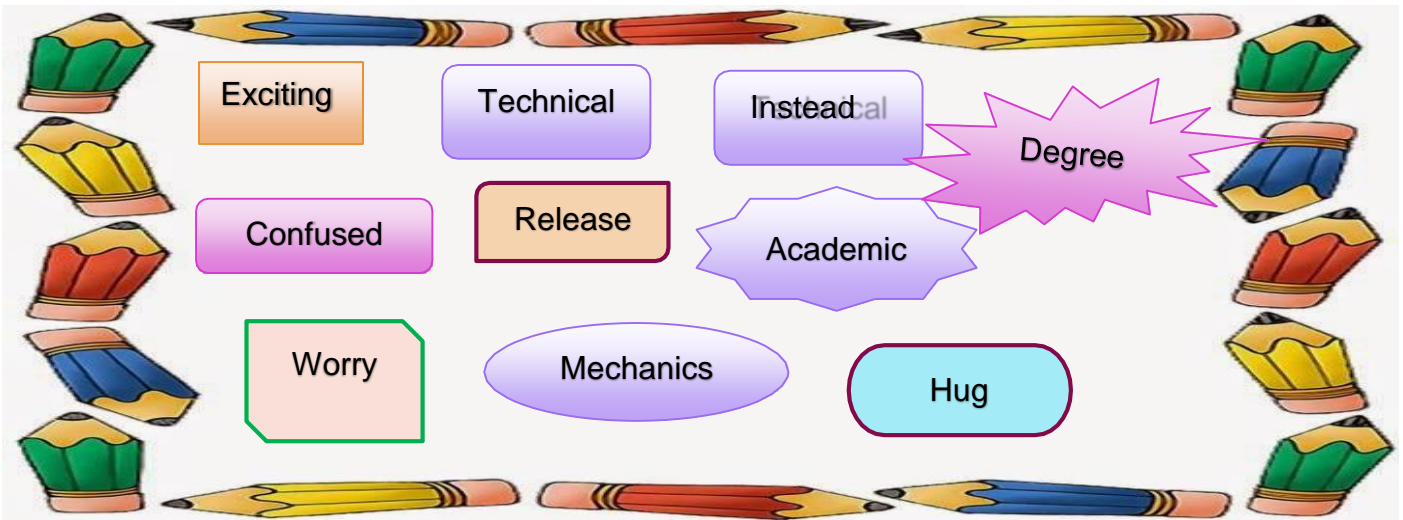 Exciting
Technical
Instead
Degree
Confused
Release
Academic
Worry
Mechanics
Hug